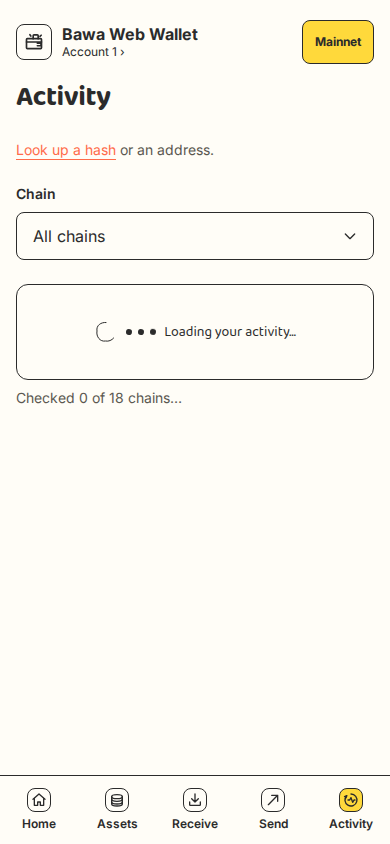 Bawa Web Wallet
Account 1 ›
Mainnet
Activity
Look up a hash or an address.
Chain
All chains
Loading your activity...
Checked 0 of 18 chains...
Home
Assets
Receive
Send
Activity